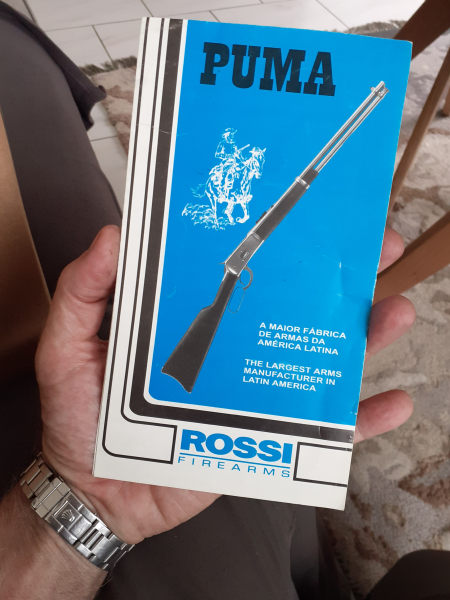 PUMA
A MAIOR FÁBRICA
DE ARMAS DA
AMÉRICA LATINA
THE LARGEST ARMS
MANUFACTURER IN
LATIN AMERICA
ROSSI
FIREARMS